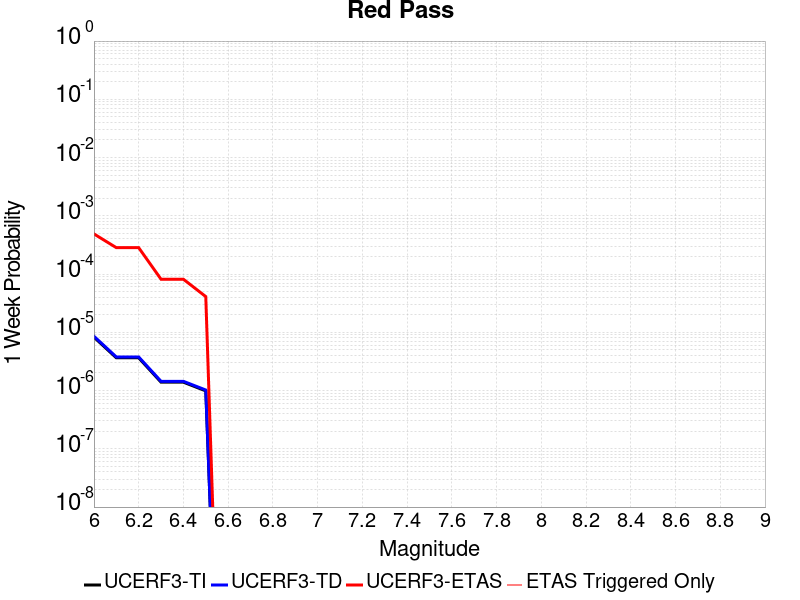 Red Pass
1 Week Probability
10^0
10^-1
10^-2
10^-3
10^-4
10^-5
10^-6
10^-7
10^-8
6 6.2 6.4 6.6 6.8 7 7.2 7.4 7.6 7.8 8 8.2 8.4 8.6 8.8 9
Magnitude
UCERF3-TI UCERF3-TD UCERF3-ETAS ETAS Triggered Only